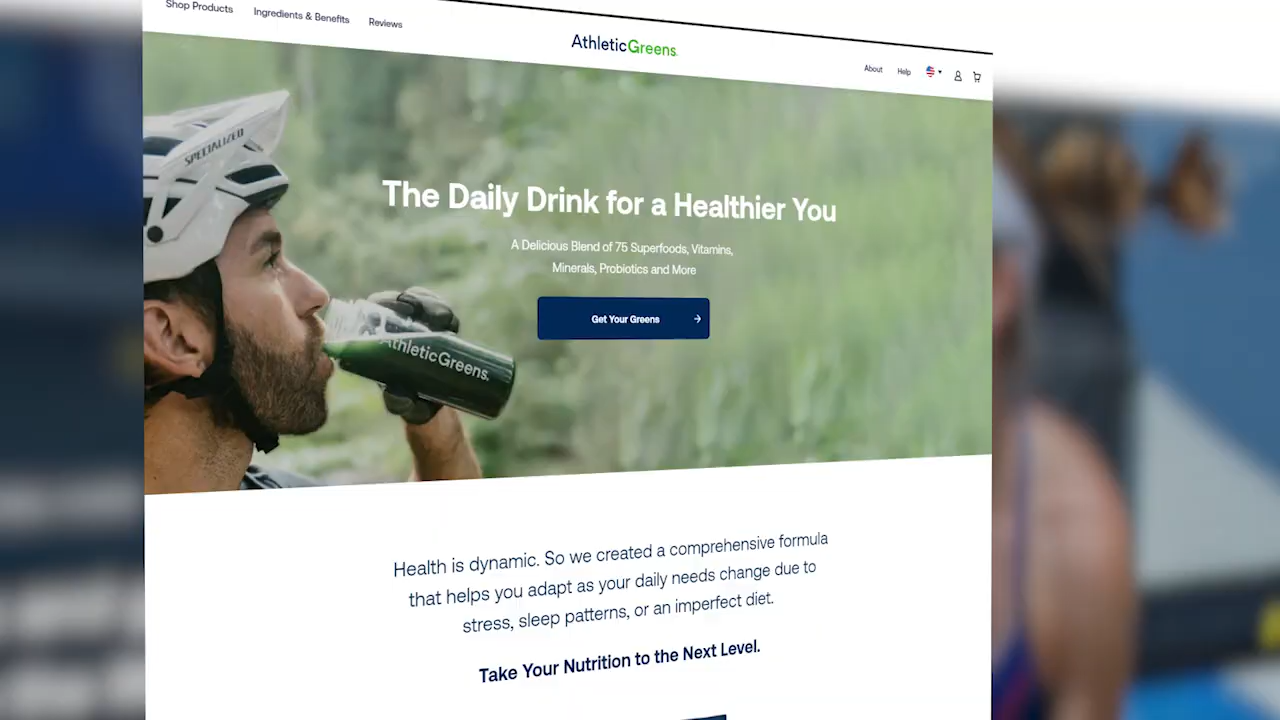 Shop Products
Ingredients & Benefits
Reviews
AthleticGreens.
About
Help
SPECIALIZED
The Daily Drink for a Healthier You
A Delicious Blend of 75 Superfoods, Vitamins,
Minerals, Probiotics and More
Get Your Greens
AthleticGreens.
Health is dynamic. So we created a comprehensive formula
that helps you adapt as your daily needs change due to
stress, sleep patterns, or an imperfect diet.
Take Your Nutrition to the Next Level.